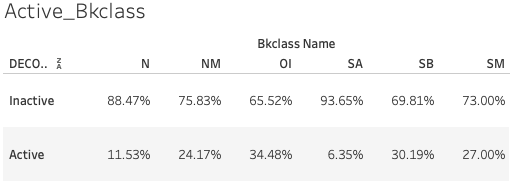 Active_Bkclass
Bkclass Name
DECO.. Z A N NM OI SA SB SM
Inactive 88.47% 75.83% 65.52% 93.65% 69.81% 73.00%
Active 11.53% 24.17% 34.48% 6.35% 30.19% 27.00%